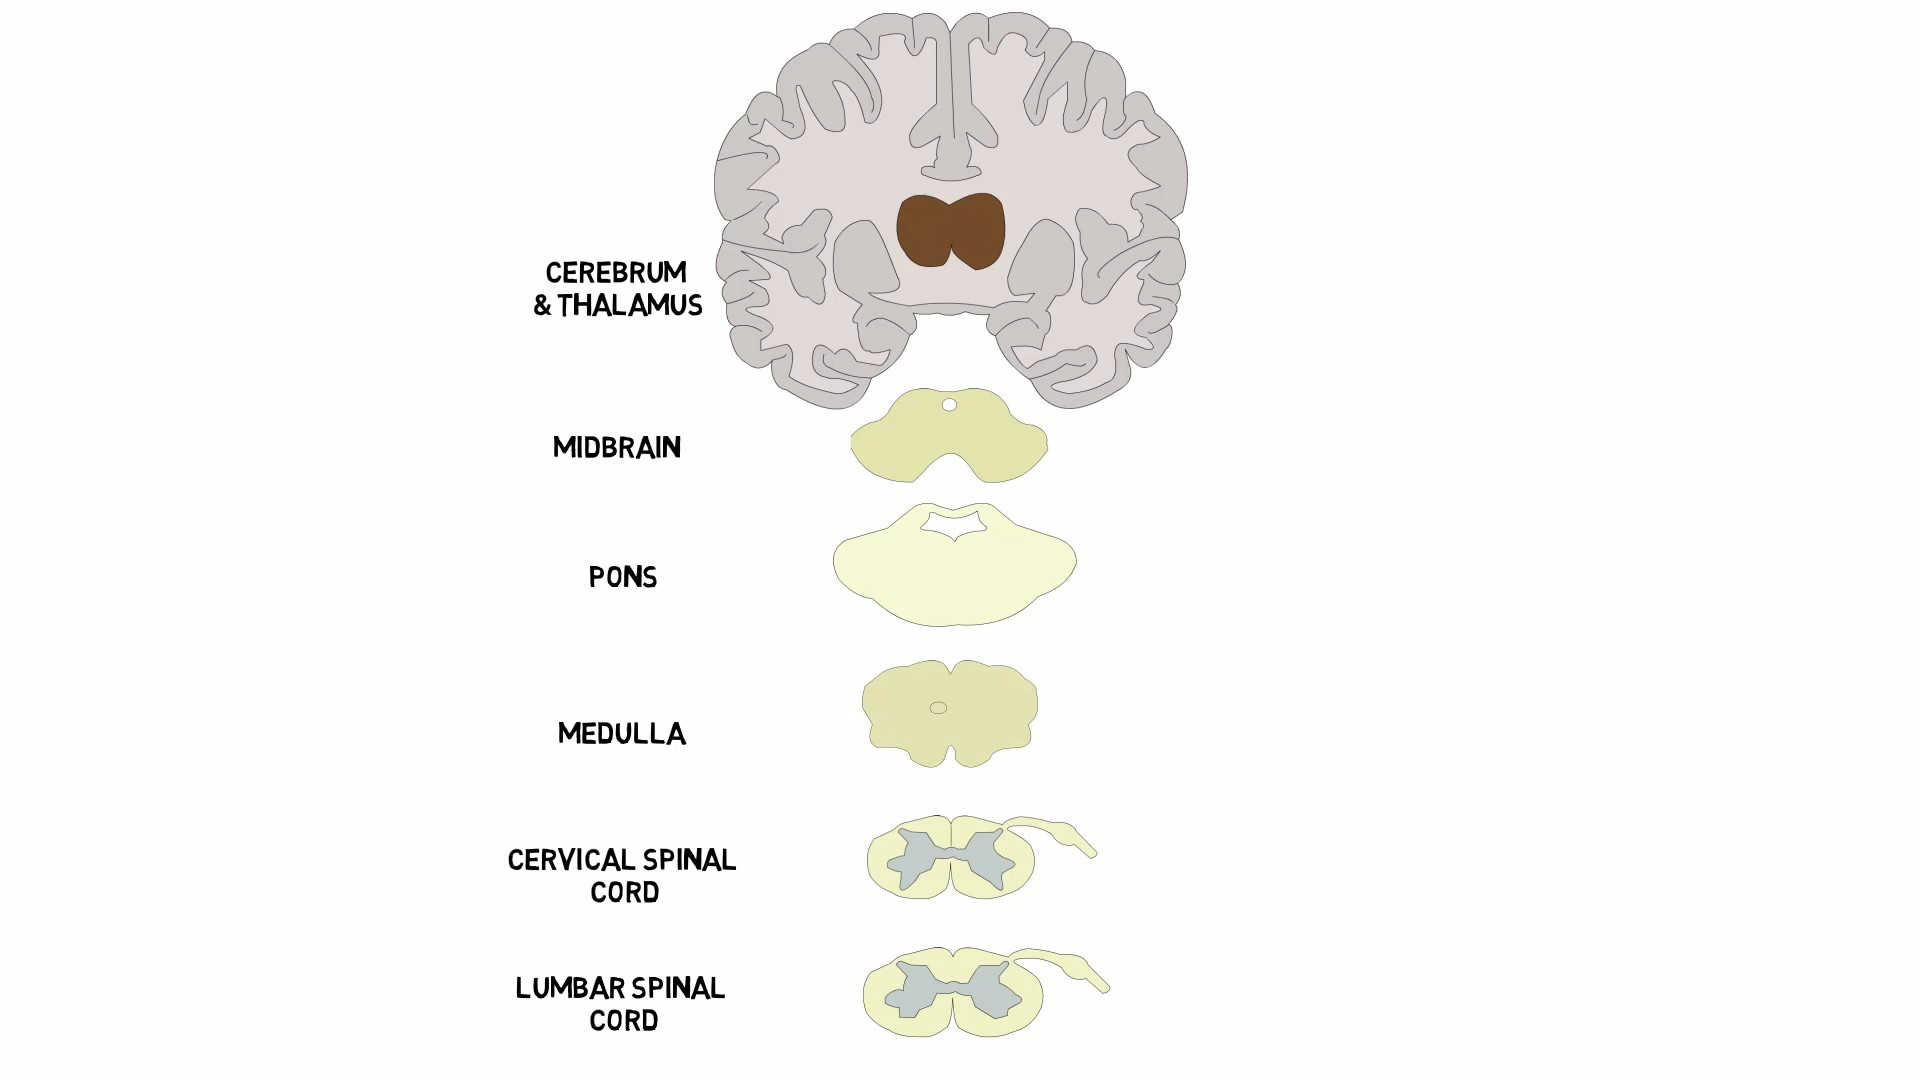 CEREBRUM
& THALAMUS
MIDBRAIN
PONS
MEDULLA
CERVICAL SPINAL
CORD
LUMBAR SPINAL
CORD